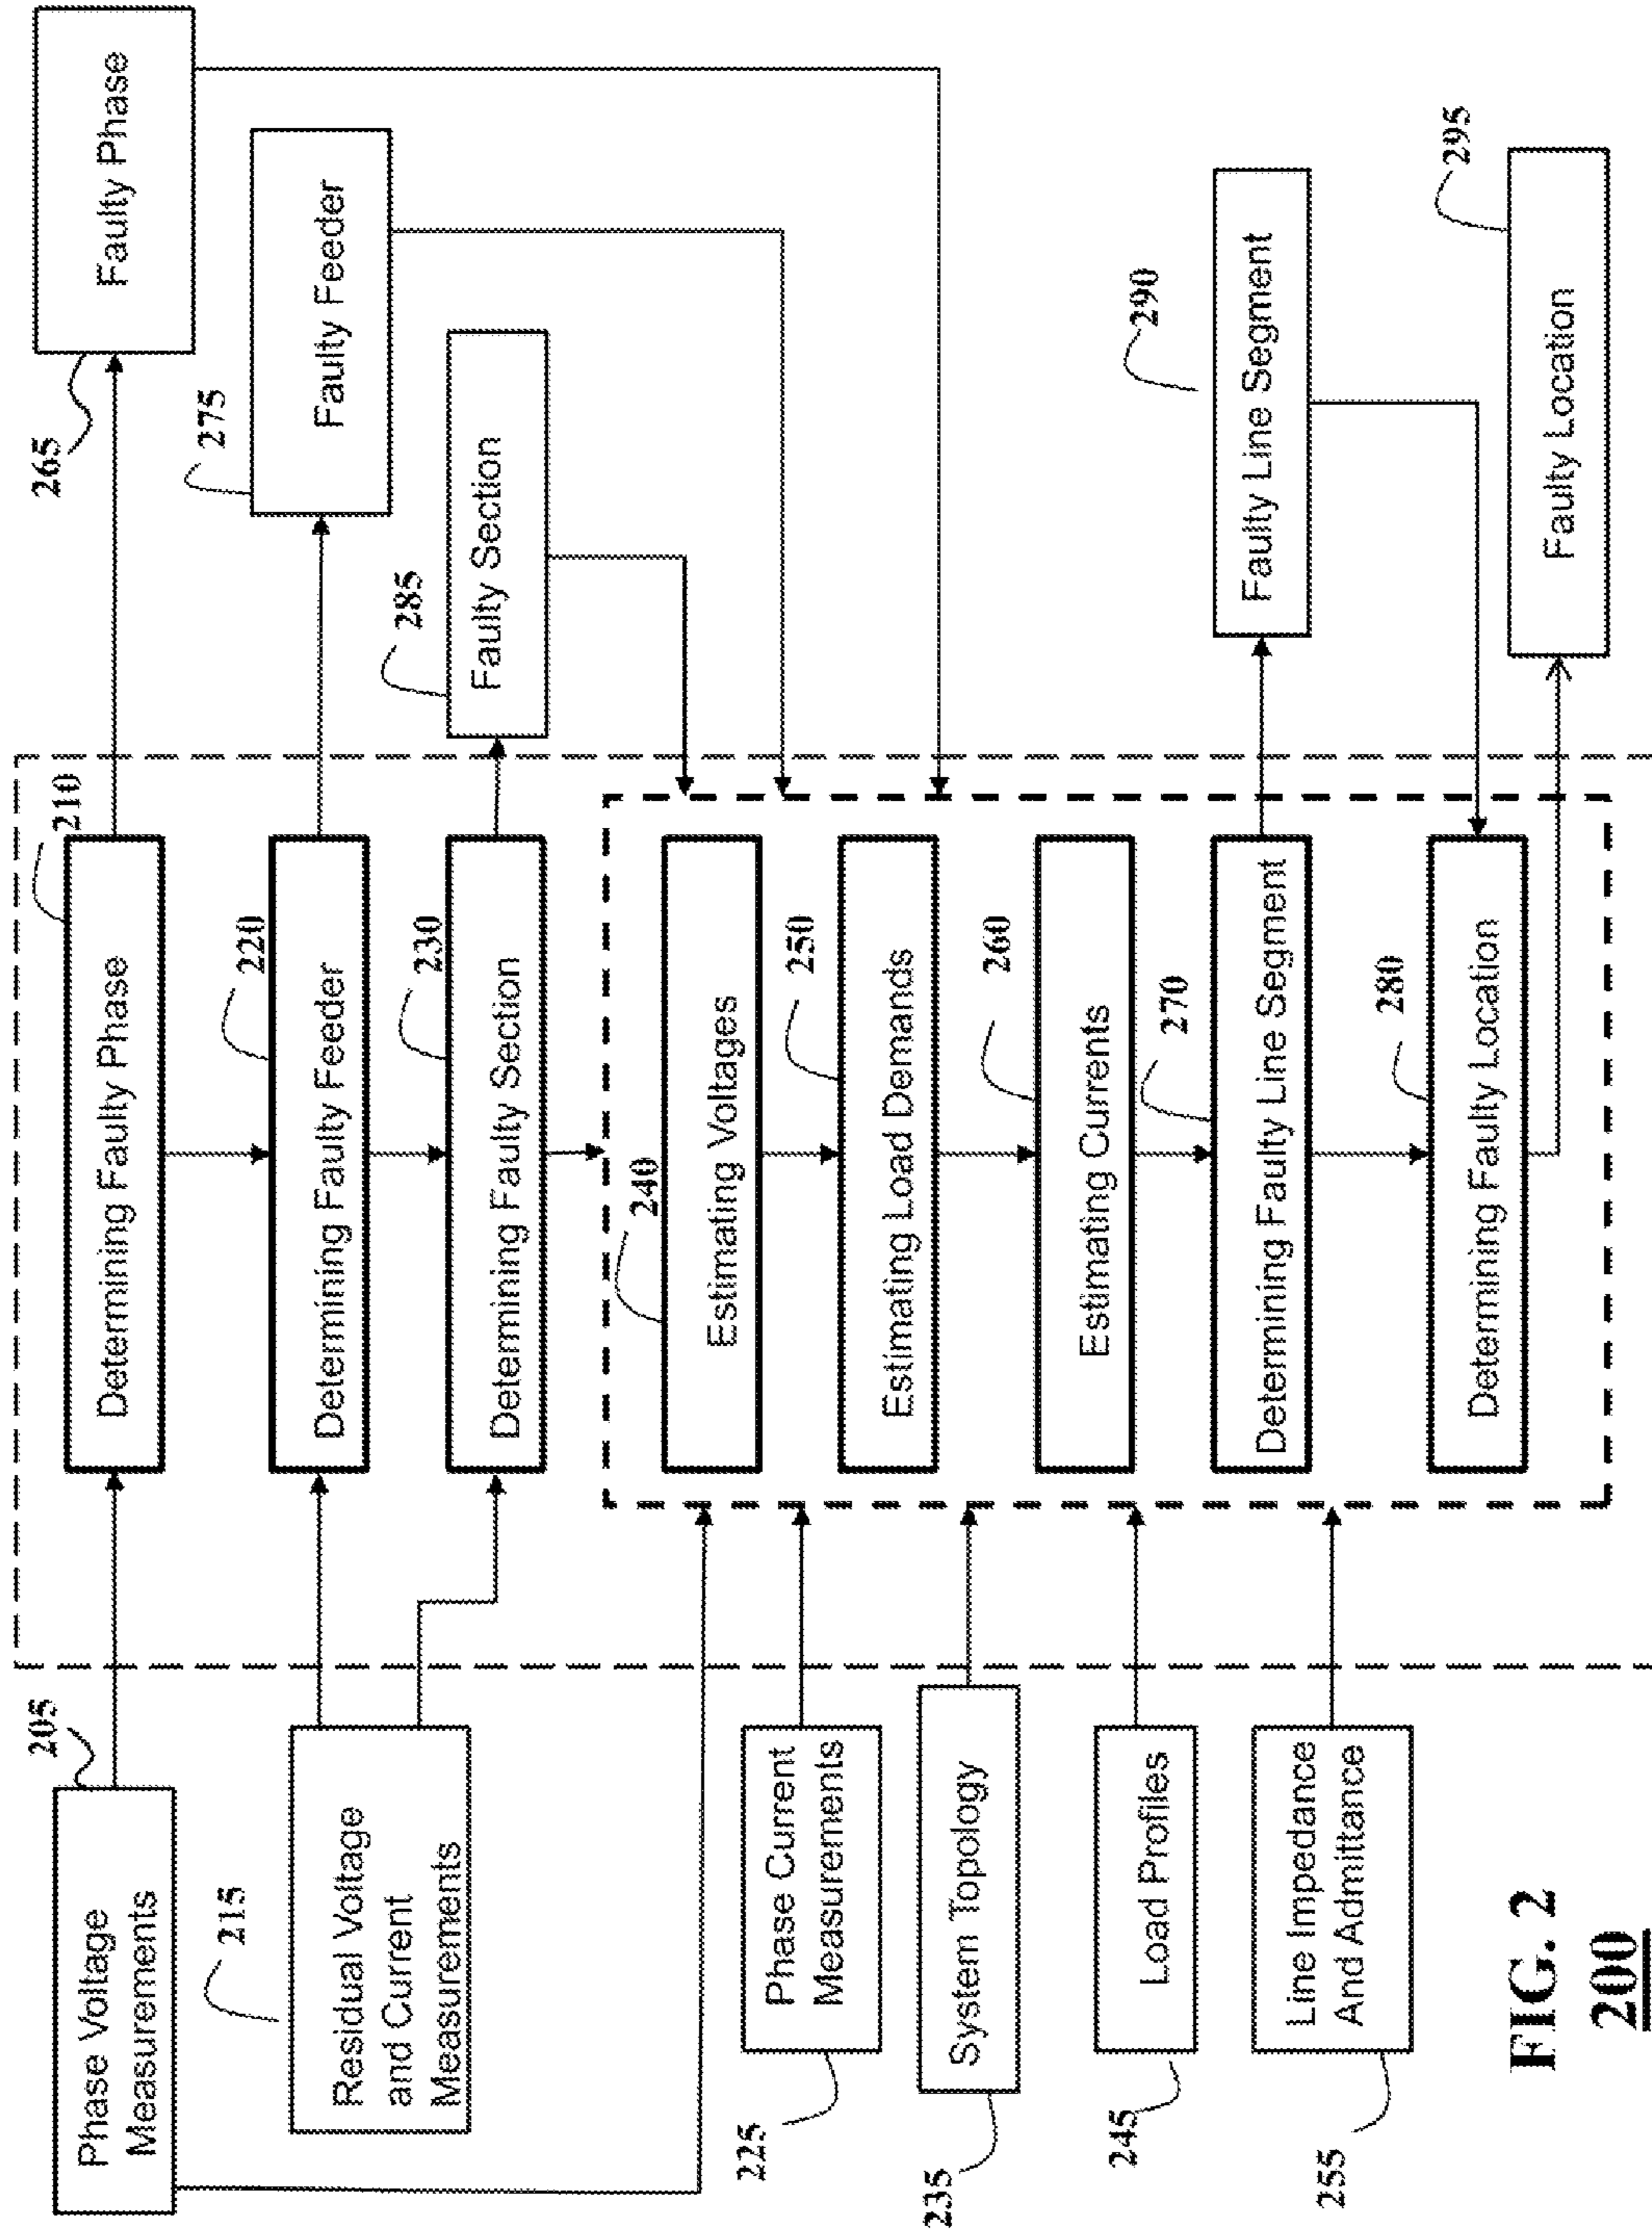 205
Phase Voltage
Measurements
215
Residual Voltage
and Current
Measurements
225
Phase Current
Measurements
235
System Topology
245
Load Profiles
255
Line Impedance
And Admittance
210
Determining Faulty Phase
220
Determining Faulty Feeder
230
Determining Faulty Section
240
Estimating Voltages
250
Estimating Load Demands
260
Estimating Currents
270
Determining Faulty Line Segment
280
Determining Faulty Location
265
Faulty Phase
275
Faulty Feeder
285
Faulty Section
290
Faulty Line Segment
295
Faulty Location
FIG. 2
200